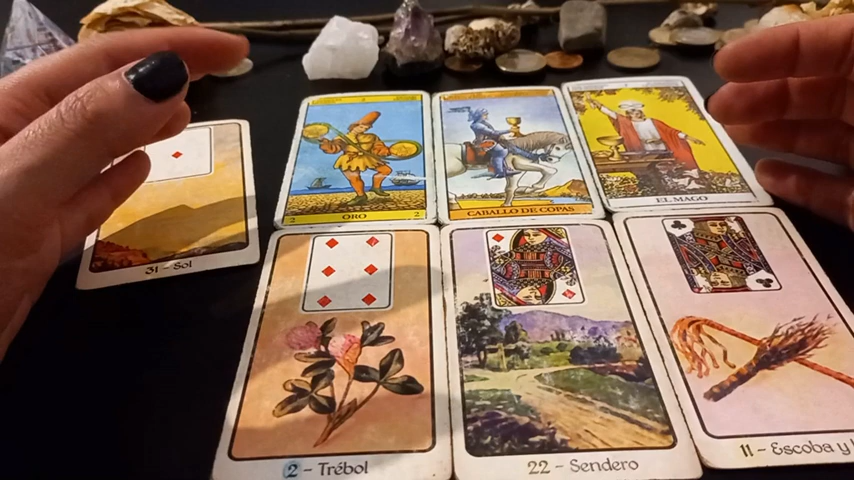 2 ORO 2
CABALLO DE COPAS
EL MAGO
31 - Sol
2 - Trébol
22 - Sendero
11 - Escoba y